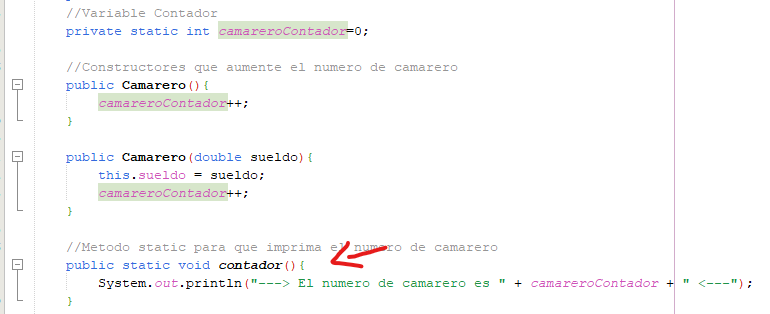 //Variable Contador
private static int camareroContador=0;
//Constructores que aumente el numero de camarero
public Camarero(){
camareroContador++;
}
public Camarero(double sueldo){
this.sueldo = sueldo;
camareroContador++;
}
//Metodo static para que imprima el numero de camarero
public static void contador(){
System.out.println("---> El numero de camarero es " + camareroContador + " <---");
}